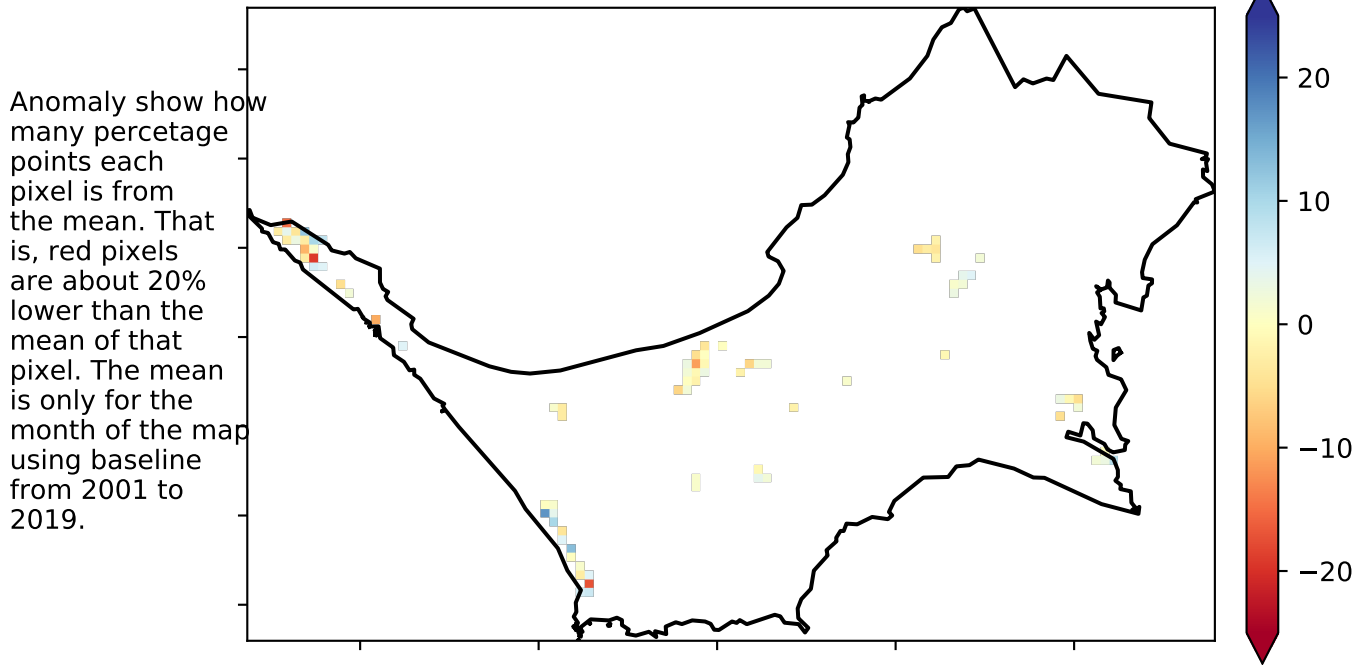 Anomaly show how
many percetage
points each
pixel is from
the mean. That
is, red pixels
are about 20%
lower than the
mean of that
pixel. The mean
is only for the
month of the map
using baseline
from 2001 to
2019.
20
10
0
−10
−20